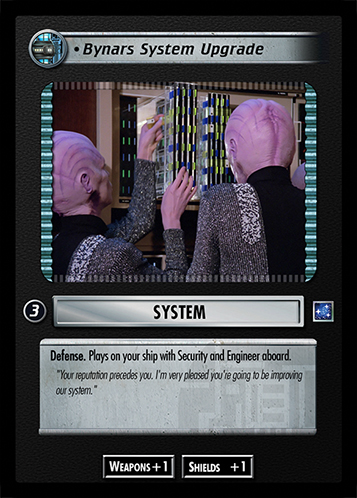 • Bynars System Upgrade
3 SYSTEM
Defense. Plays on your ship with Security and Engineer aboard.
"Your reputation precedes you. I'm very pleased you're going to be improving
our system."
WEAPONS +1 SHIELDS +1